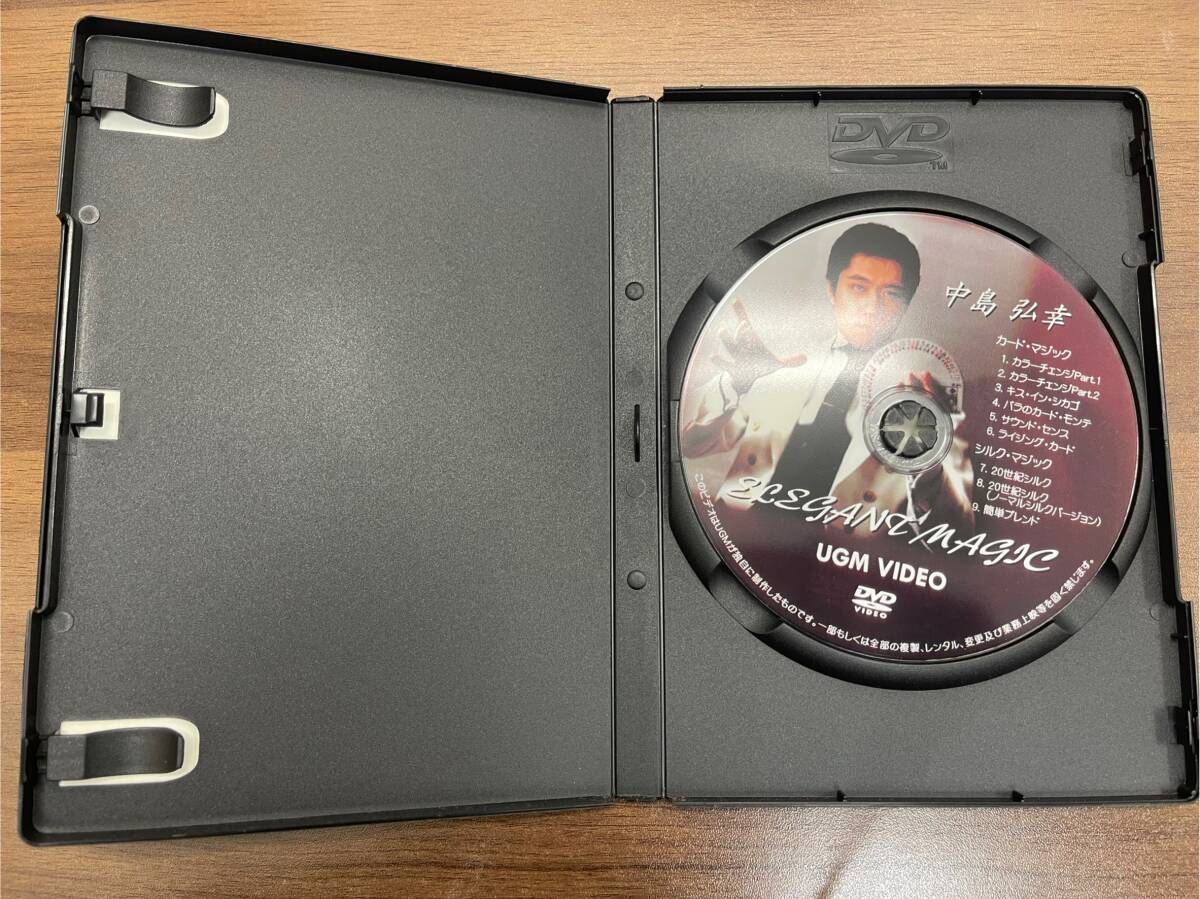 DVD
TM
中島 弘幸
カード・マジック
1. カラーチェンジPart.1
2. カラーチェンジPart.2
3. キス・イン・シカゴ
4. バラのカード・モンテ
5. サウンド・センス
6. ライジング・カード
シルク・マジック
7. 20世紀シルク
8. 20世紀シルク
(ノーマルシルクバージョン)
9. 簡単ブレンド
ELEGANT MAGIC
UGM VIDEO
DVD
VIDEO
このビデオはUGMが独自に制作したものです。一部もしくは全部の複製、レンタル、変更及び業務上映等を固く禁じます。